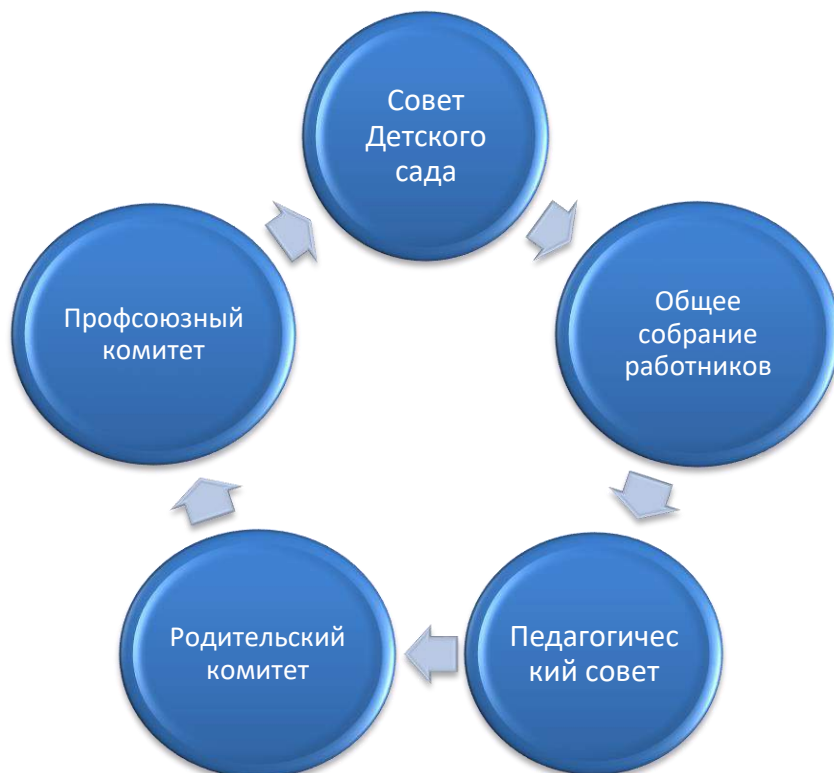 Совет
Детского
сада
Общее
собрание
работников
Педагогичес
кий совет
Родительский
комитет
Профсоюзный
комитет